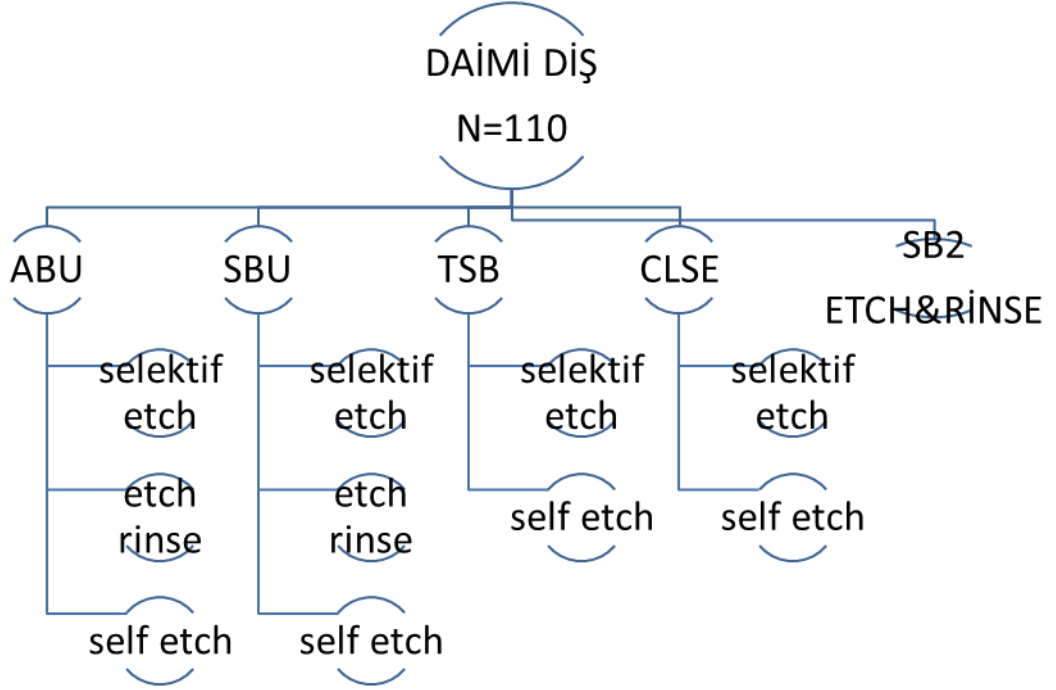 DAİMİ DİŞ
N=110
ABU
selektif
etch
etch
rinse
self etch
SBU
selektif
etch
etch
rinse
self etch
TSB
selektif
etch
self etch
CLSE
selektif
etch
self etch
SB2
ETCH&RİNSE